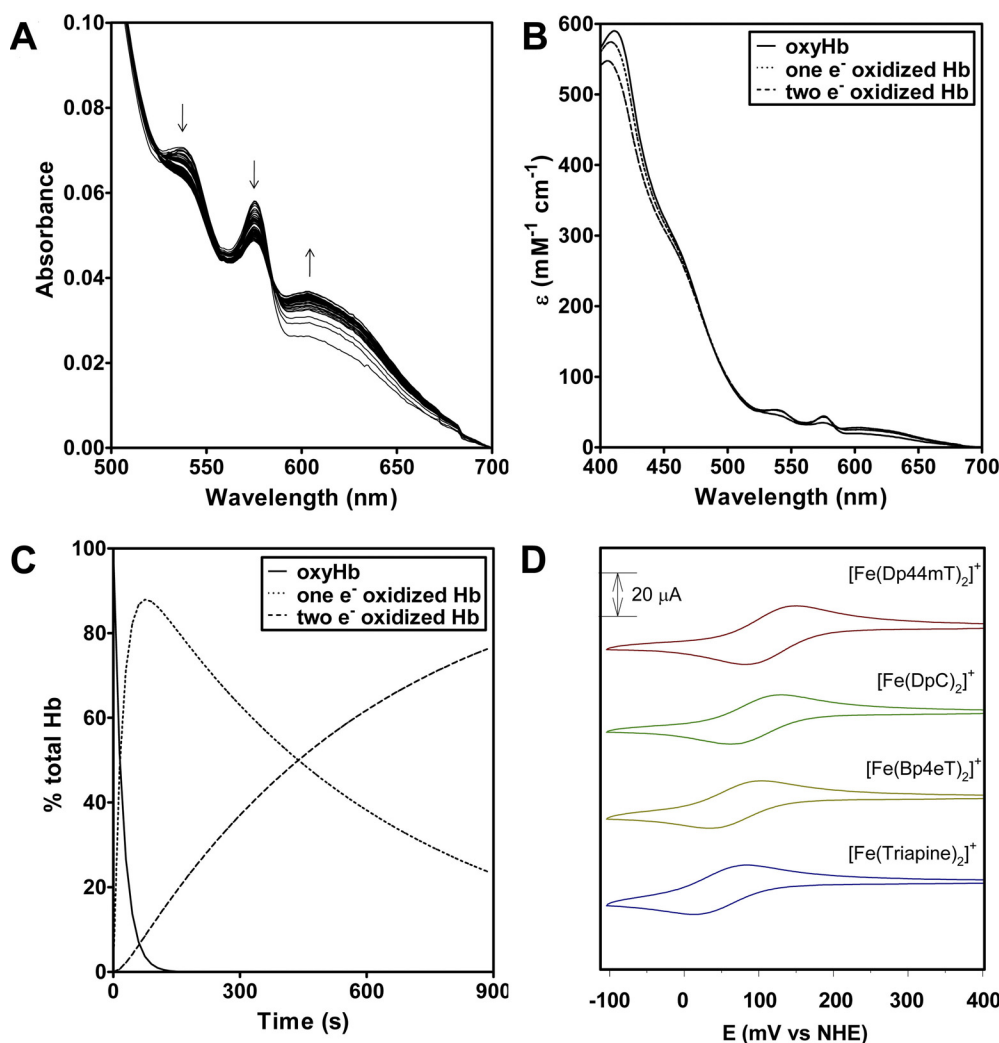 A
0.10
0.08
0.06
0.04
0.02
0.00
Absorbance
500
550
600
650
700
Wavelength (nm)
B
600
500
400
300
200
100
0
ε (mM⁻¹ cm⁻¹)
oxyHb
one e⁻ oxidized Hb
two e⁻ oxidized Hb
400
450
500
550
600
650
700
Wavelength (nm)
C
100
80
60
40
20
0
% total Hb
oxyHb
one e⁻ oxidized Hb
two e⁻ oxidized Hb
0
300
600
900
Time (s)
D
20 μA
[Fe(Dp44mT)₂]⁺
[Fe(DpC)₂]⁺
[Fe(Bp4eT)₂]⁺
[Fe(Triapine)₂]⁺
-100
0
100
200
300
400
E (mV vs NHE)